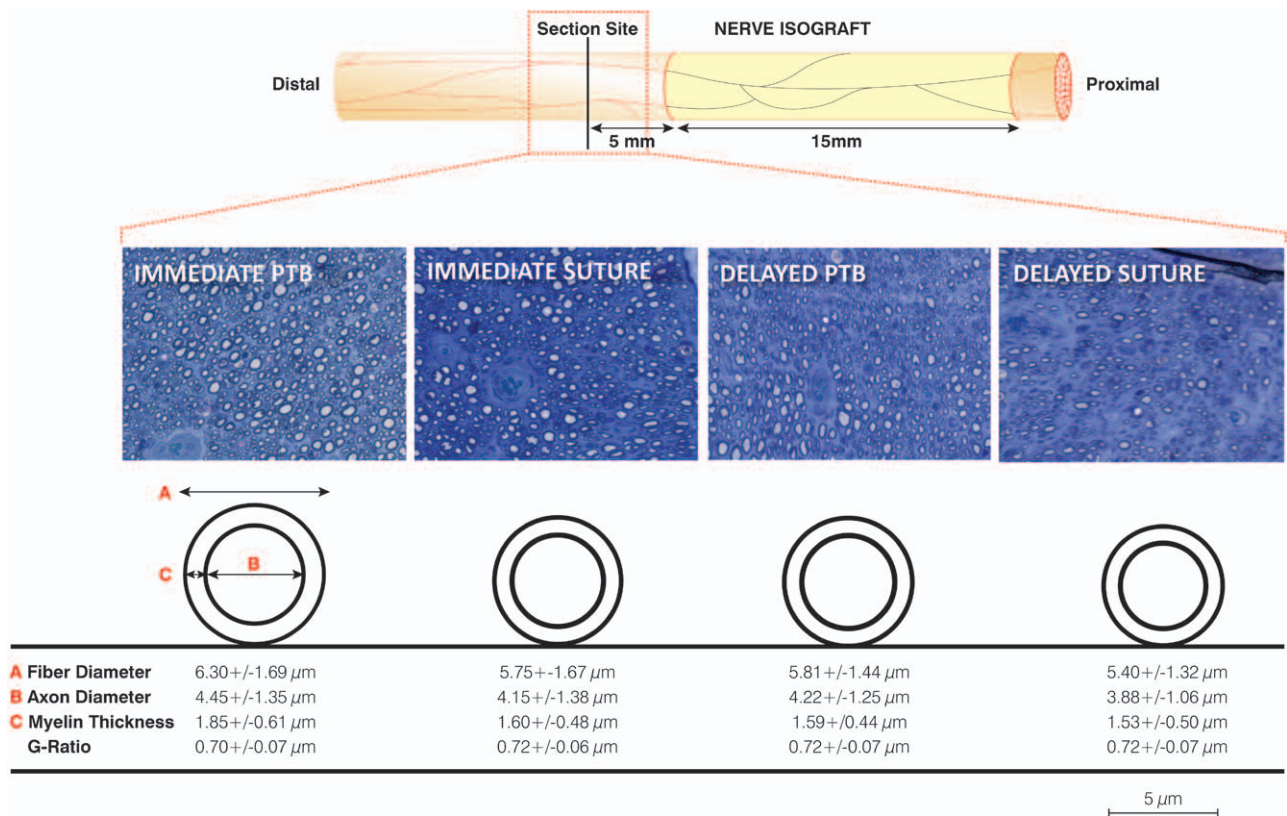 Section Site NERVE ISOGRAFT
Distal Proximal
5 mm 15mm
IMMEDIATE PTB IMMEDIATE SUTURE DELAYED PTB DELAYED SUTURE
A
C B
A Fiber Diameter 6.30+/-1.69 μm 5.75+-1.67 μm 5.81+/-1.44 μm 5.40+/-1.32 μm
B Axon Diameter 4.45+/-1.35 μm 4.15+/-1.38 μm 4.22+/-1.25 μm 3.88+/-1.06 μm
C Myelin Thickness 1.85+/-0.61 μm 1.60+/-0.48 μm 1.59+/0.44 μm 1.53+/-0.50 μm
G-Ratio 0.70+/-0.07 μm 0.72+/-0.06 μm 0.72+/-0.07 μm 0.72+/-0.07 μm
5 μm